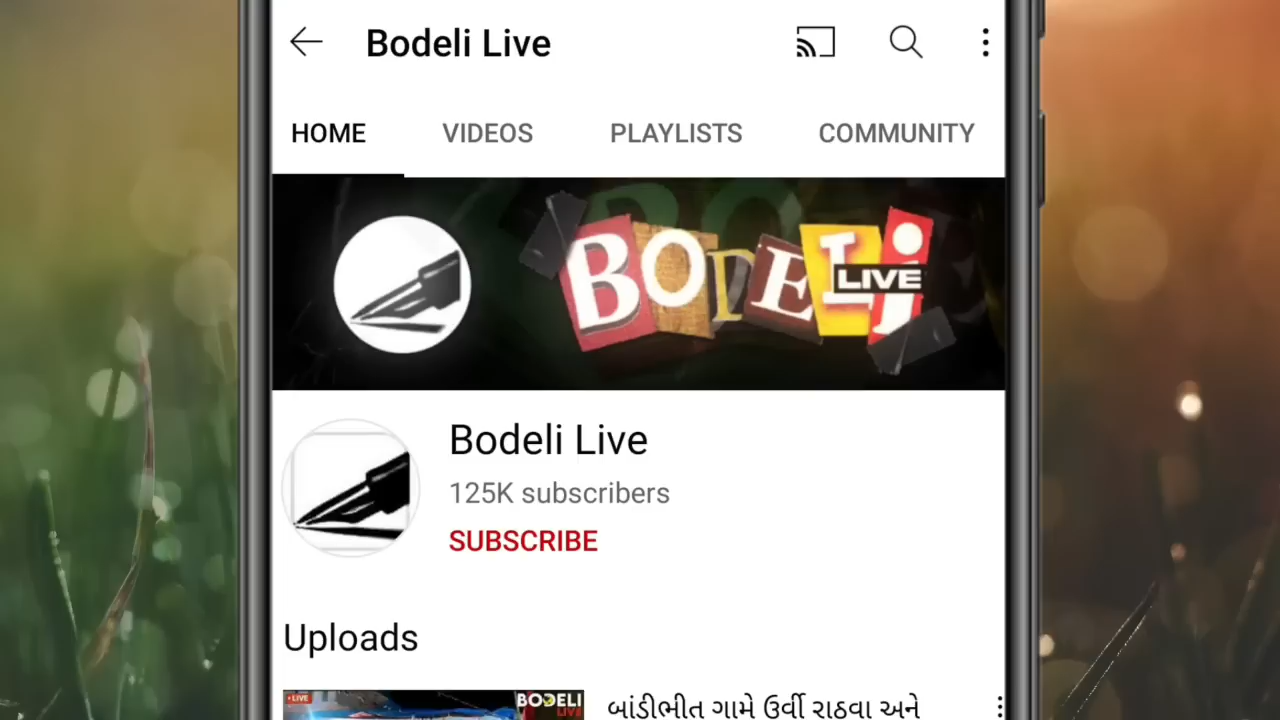 Bodeli Live
HOME VIDEOS PLAYLISTS COMMUNITY
BODELi
LIVE
Bodeli Live
125K subscribers
SUBSCRIBE
Uploads
LIVE
BODELI
LIVE
બાંડીભીત ગામે ઉર્વી રાઠવા અને